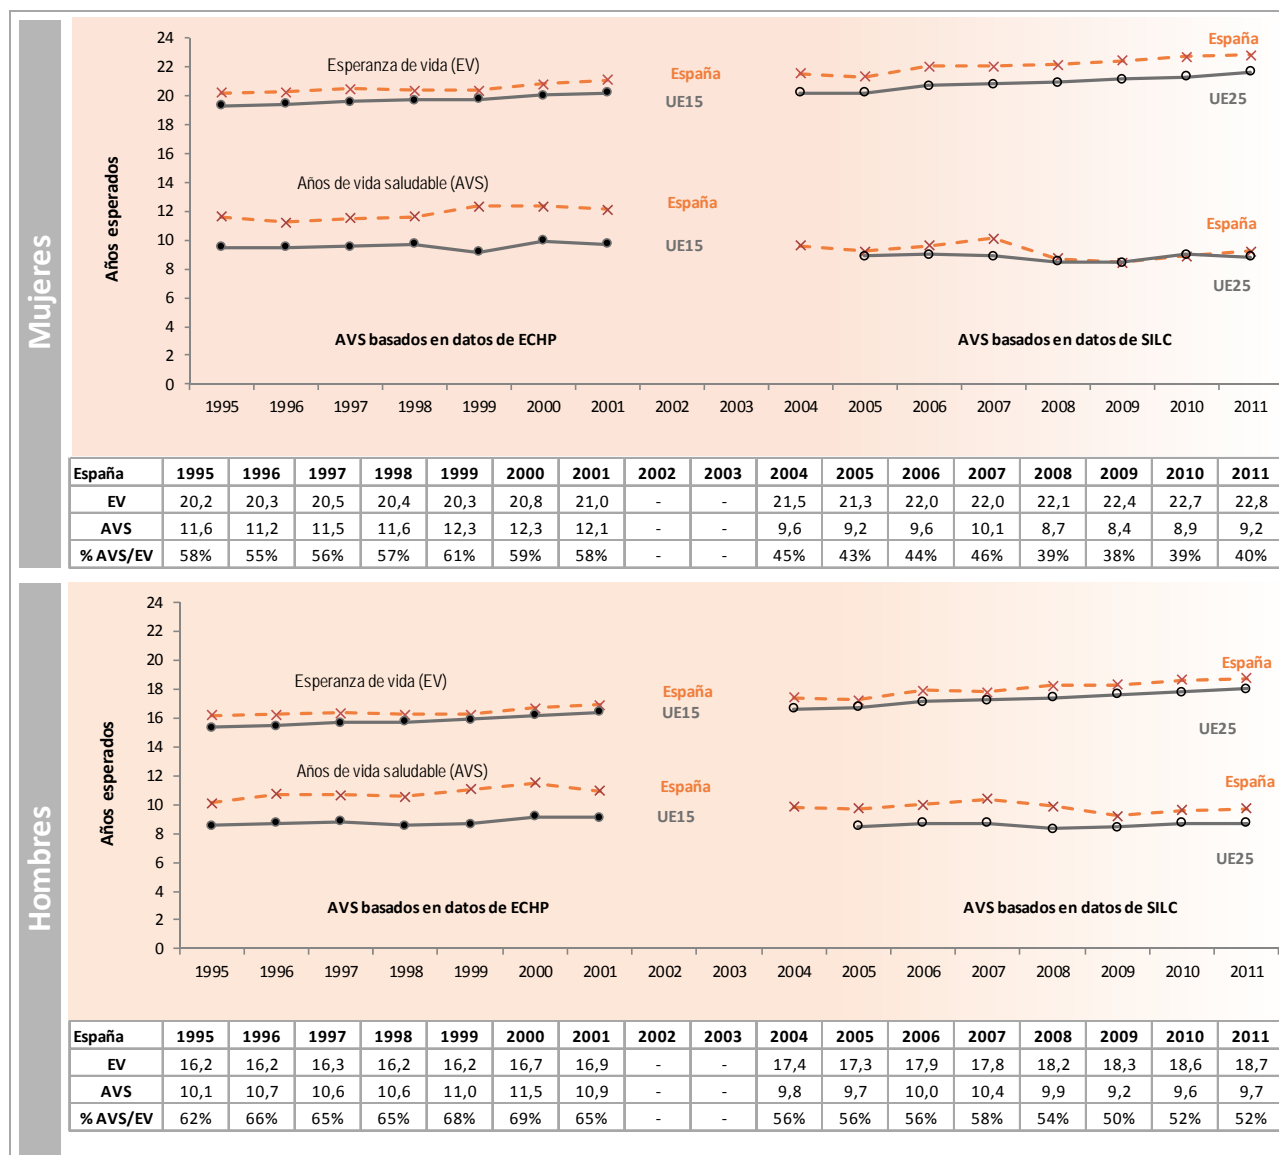 Mujeres
24
22
20
18
16
14
12
10
8
6
4
2
0
Años esperados
Esperanza de vida (EV)
España
UE15
España
UE25
Años de vida saludable (AVS)
España
UE15
España
UE25
AVS basados en datos de ECHP
AVS basados en datos de SILC
1995 1996 1997 1998 1999 2000 2001 2002 2003 2004 2005 2006 2007 2008 2009 2010 2011
España 1995 1996 1997 1998 1999 2000 2001 2002 2003 2004 2005 2006 2007 2008 2009 2010 2011
EV 20,2 20,3 20,5 20,4 20,3 20,8 21,0 - - 21,5 21,3 22,0 22,0 22,1 22,4 22,7 22,8
AVS 11,6 11,2 11,5 11,6 12,3 12,3 12,1 - - 9,6 9,2 9,6 10,1 8,7 8,4 8,9 9,2
% AVS/EV 58% 55% 56% 57% 61% 59% 58% - - 45% 43% 44% 46% 39% 38% 39% 40%
Hombres
24
22
20
18
16
14
12
10
8
6
4
2
0
Años esperados
Esperanza de vida (EV)
España
UE15
España
UE25
Años de vida saludable (AVS)
España
UE15
España
UE25
AVS basados en datos de ECHP
AVS basados en datos de SILC
1995 1996 1997 1998 1999 2000 2001 2002 2003 2004 2005 2006 2007 2008 2009 2010 2011
España 1995 1996 1997 1998 1999 2000 2001 2002 2003 2004 2005 2006 2007 2008 2009 2010 2011
EV 16,2 16,2 16,3 16,2 16,2 16,7 16,9 - - 17,4 17,3 17,9 17,8 18,2 18,3 18,6 18,7
AVS 10,1 10,7 10,6 10,6 11,0 11,5 10,9 - - 9,8 9,7 10,0 10,4 9,9 9,2 9,6 9,7
% AVS/EV 62% 66% 65% 65% 68% 69% 65% - - 56% 56% 56% 58% 54% 50% 52% 52%